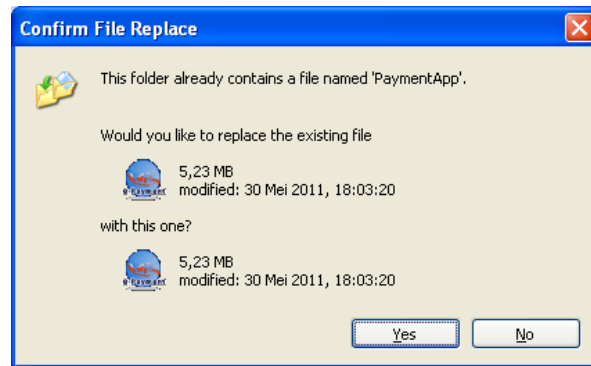 Confirm File Replace
This folder already contains a file named 'PaymentApp'.
Would you like to replace the existing file
5,23 MB
e-Payment
modified: 30 Mei 2011, 18:03:20
with this one?
5,23 MB
e-Payment
modified: 30 Mei 2011, 18:03:20
Yes
No